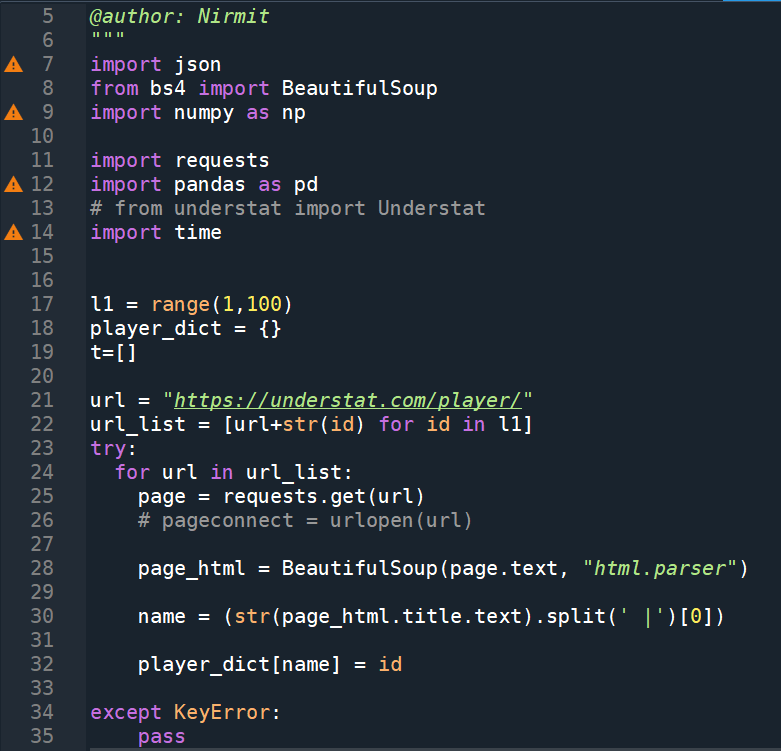 5 @author: Nirmit
6 """
7 import json
8 from bs4 import BeautifulSoup
9 import numpy as np
10
11 import requests
12 import pandas as pd
13 # from understat import Understat
14 import time
15
16
17 l1 = range(1,100)
18 player_dict = {}
19 t=[]
20
21 url = "https://understat.com/player/"
22 url_list = [url+str(id) for id in l1]
23 try:
24   for url in url_list:
25     page = requests.get(url)
26     # pageconnect = urlopen(url)
27
28     page_html = BeautifulSoup(page.text, "html.parser")
29
30     name = (str(page_html.title.text).split(' |')[0])
31
32     player_dict[name] = id
33
34 except KeyError:
35     pass